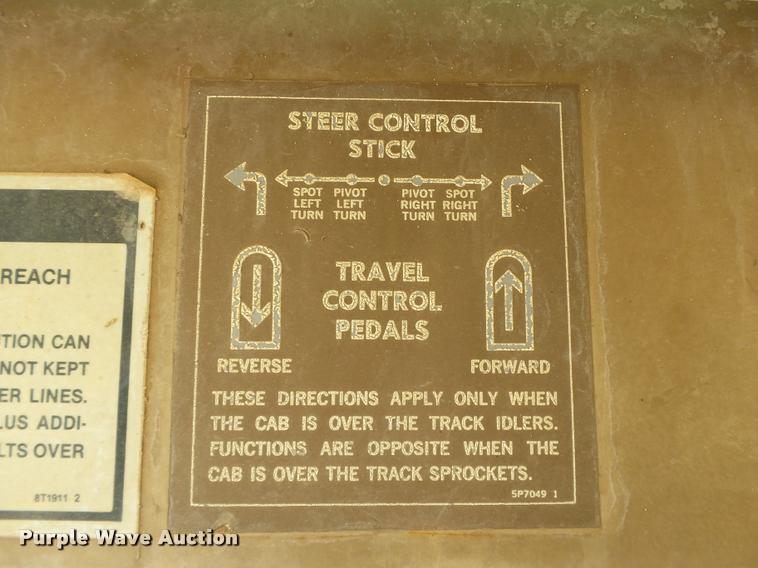 STEER CONTROL
STICK
SPOT LEFT TURN
PIVOT LEFT TURN
PIVOT RIGHT TURN
SPOT RIGHT TURN
TRAVEL
CONTROL
PEDALS
REVERSE
FORWARD
THESE DIRECTIONS APPLY ONLY WHEN
THE CAB IS OVER THE TRACK IDLERS.
FUNCTIONS ARE OPPOSITE WHEN THE
CAB IS OVER THE TRACK SPROCKETS.
5P7049 1
REACH
UTION CAN
NOT KEPT
ER LINES.
LUS ADDI-
LTS OVER
8T1911 2
Purple Wave Auction